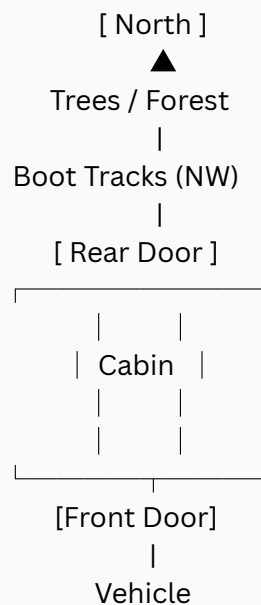 [ North ]
▲
Trees / Forest
|
Boot Tracks (NW)
|
[ Rear Door ]
Cabin
[Front Door]
|
Vehicle